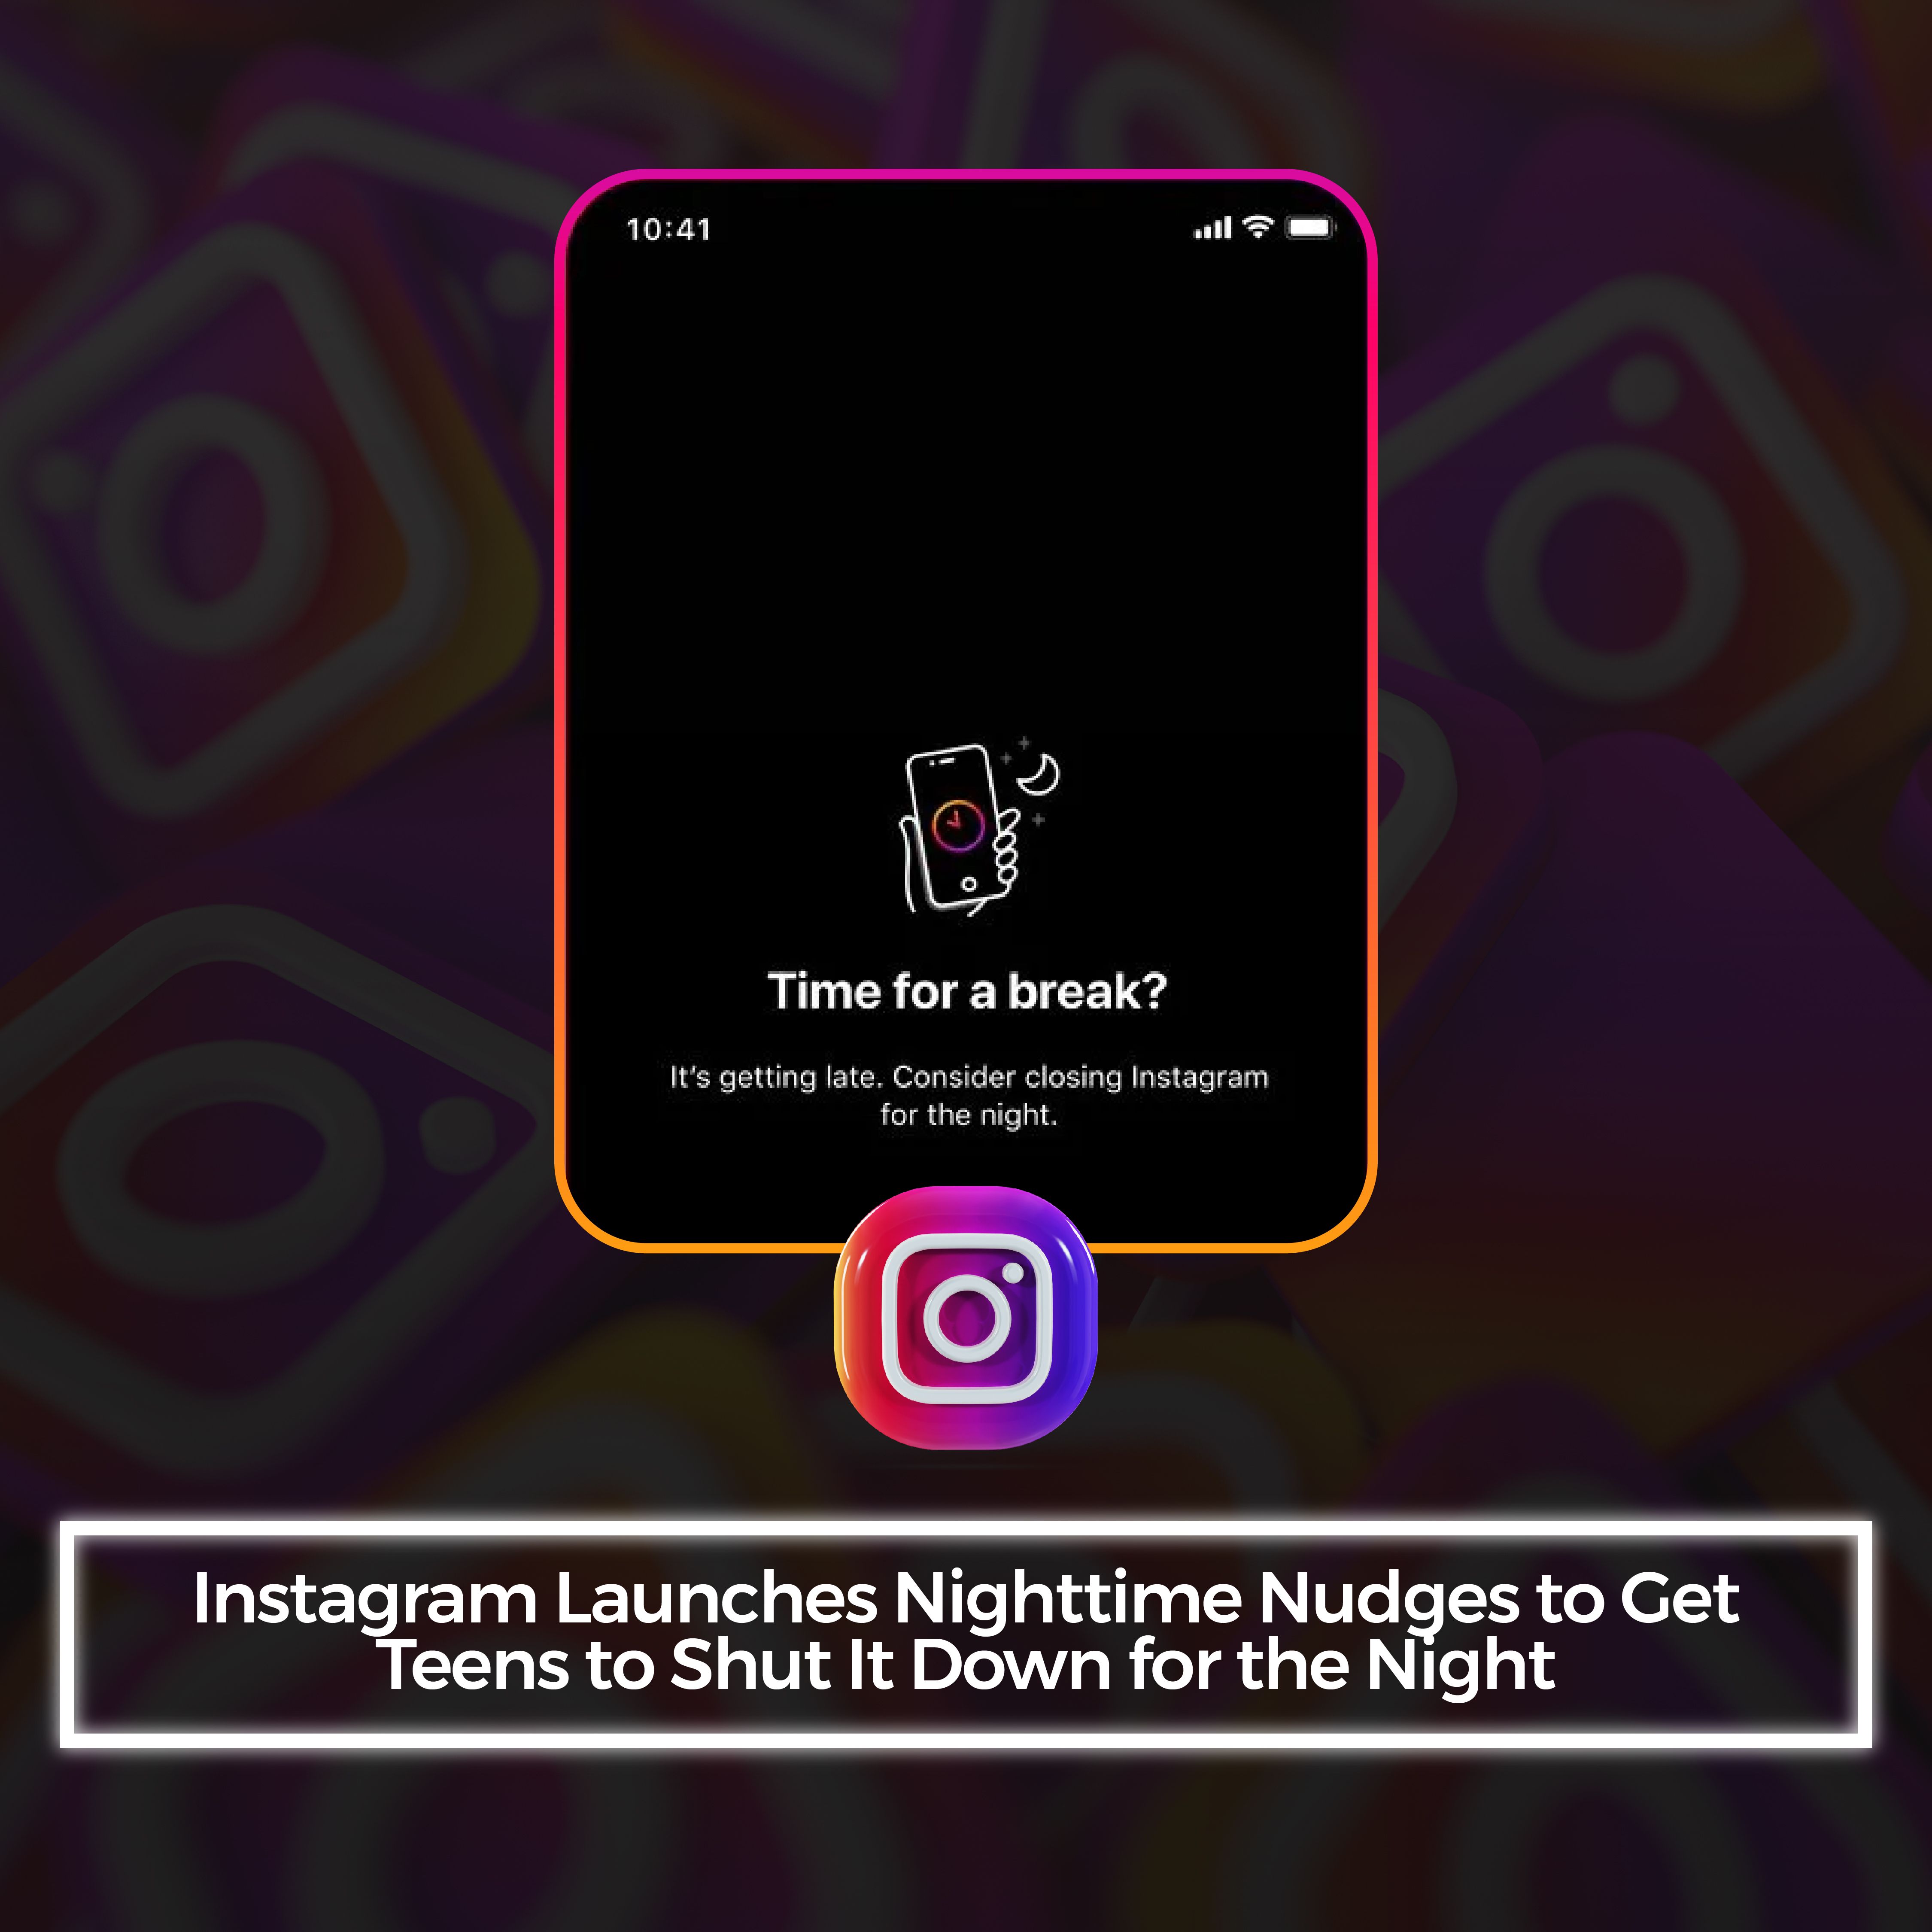 10:41
Time for a break?
It's getting late. Consider closing Instagram
for the night.
Instagram Launches Nighttime Nudges to Get
Teens to Shut It Down for the Night